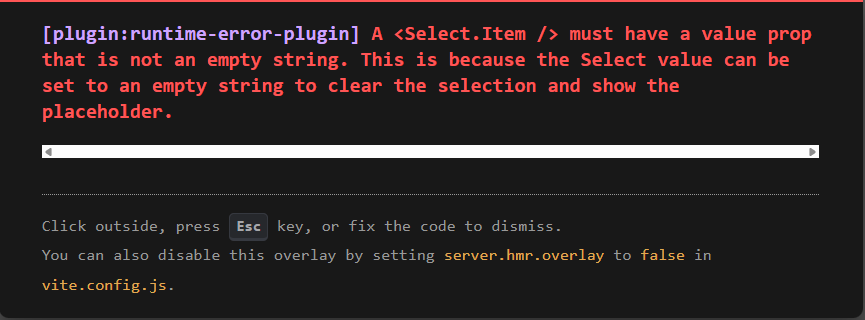 [plugin:runtime-error-plugin] A <Select.Item /> must have a value prop
that is not an empty string. This is because the Select value can be
set to an empty string to clear the selection and show the
placeholder.
Click outside, press Esc key, or fix the code to dismiss.
You can also disable this overlay by setting server.hmr.overlay to false in
vite.config.js.